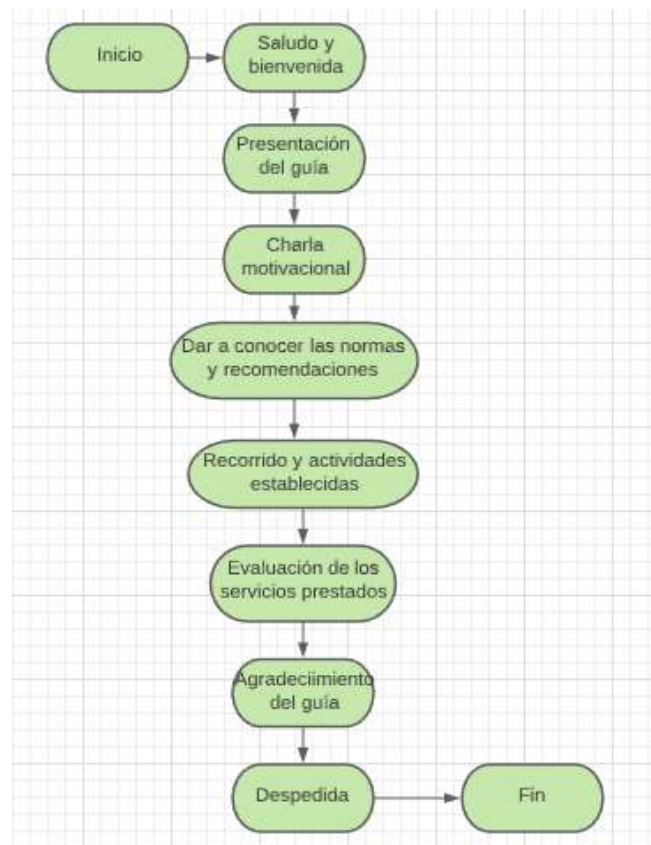 Inicio
Saludo y
bienvenida
Presentación
del guía
Charla
motivacional
Dar a conocer las normas
y recomendaciones
Recorrido y actividades
establecidas
Evaluación de los
servicios prestados
Agradeciimiento
del guía
Despedida
Fin